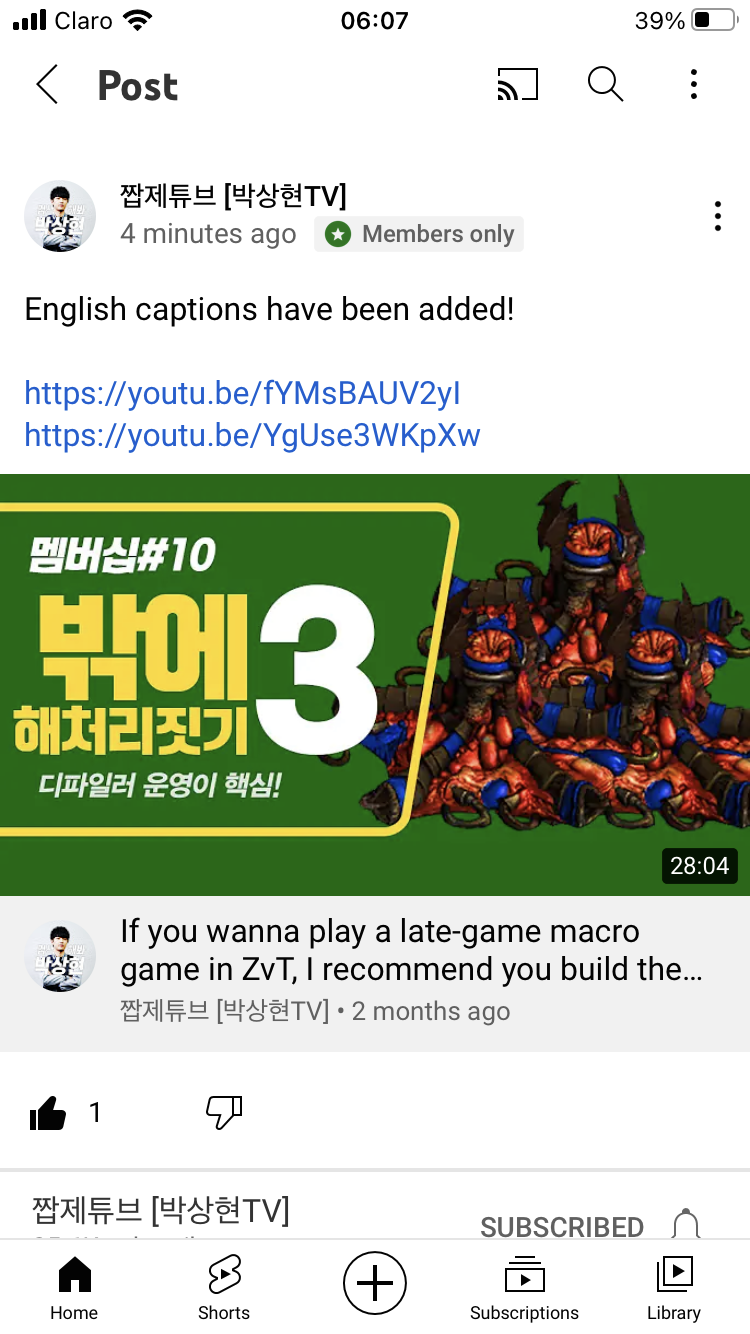 Claro
06:07
39%
Post
짭제튜브 [박상현TV]
4 minutes ago
Members only
English captions have been added!
https://youtu.be/fYMsBAUV2yI
https://youtu.be/YgUse3WKpXw
멤버십#10
밖에 3
해처리짓기
디파일러 운영이 핵심!
28:04
박상현
If you wanna play a late-game macro
game in ZvT, I recommend you build the...
짭제튜브 [박상현TV] • 2 months ago
1
짭제튜브 [박상현TV]
SUBSCRIBED
Home
Shorts
Subscriptions
Library